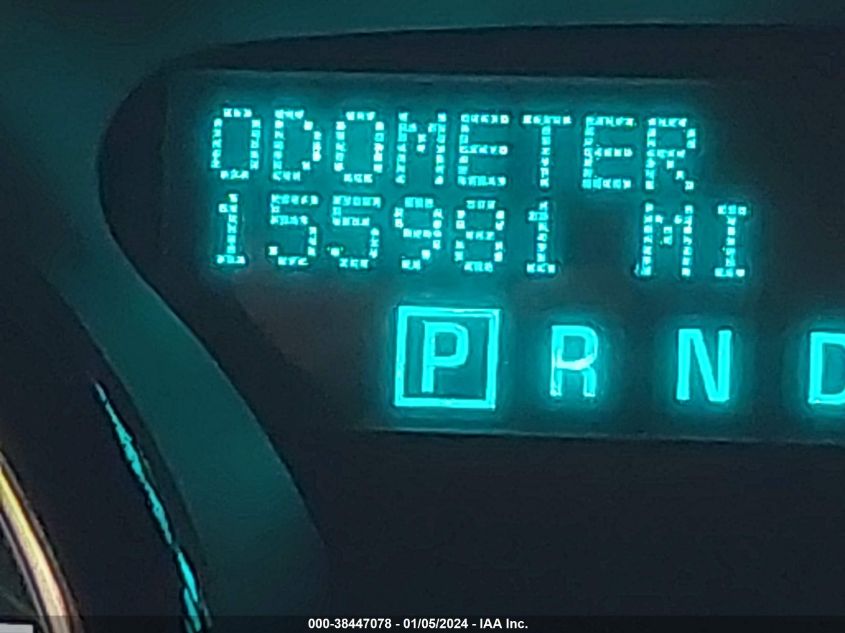 ODOMETER
155981 MI
P R N D
000-38447078 - 01/05/2024 - IAA Inc.